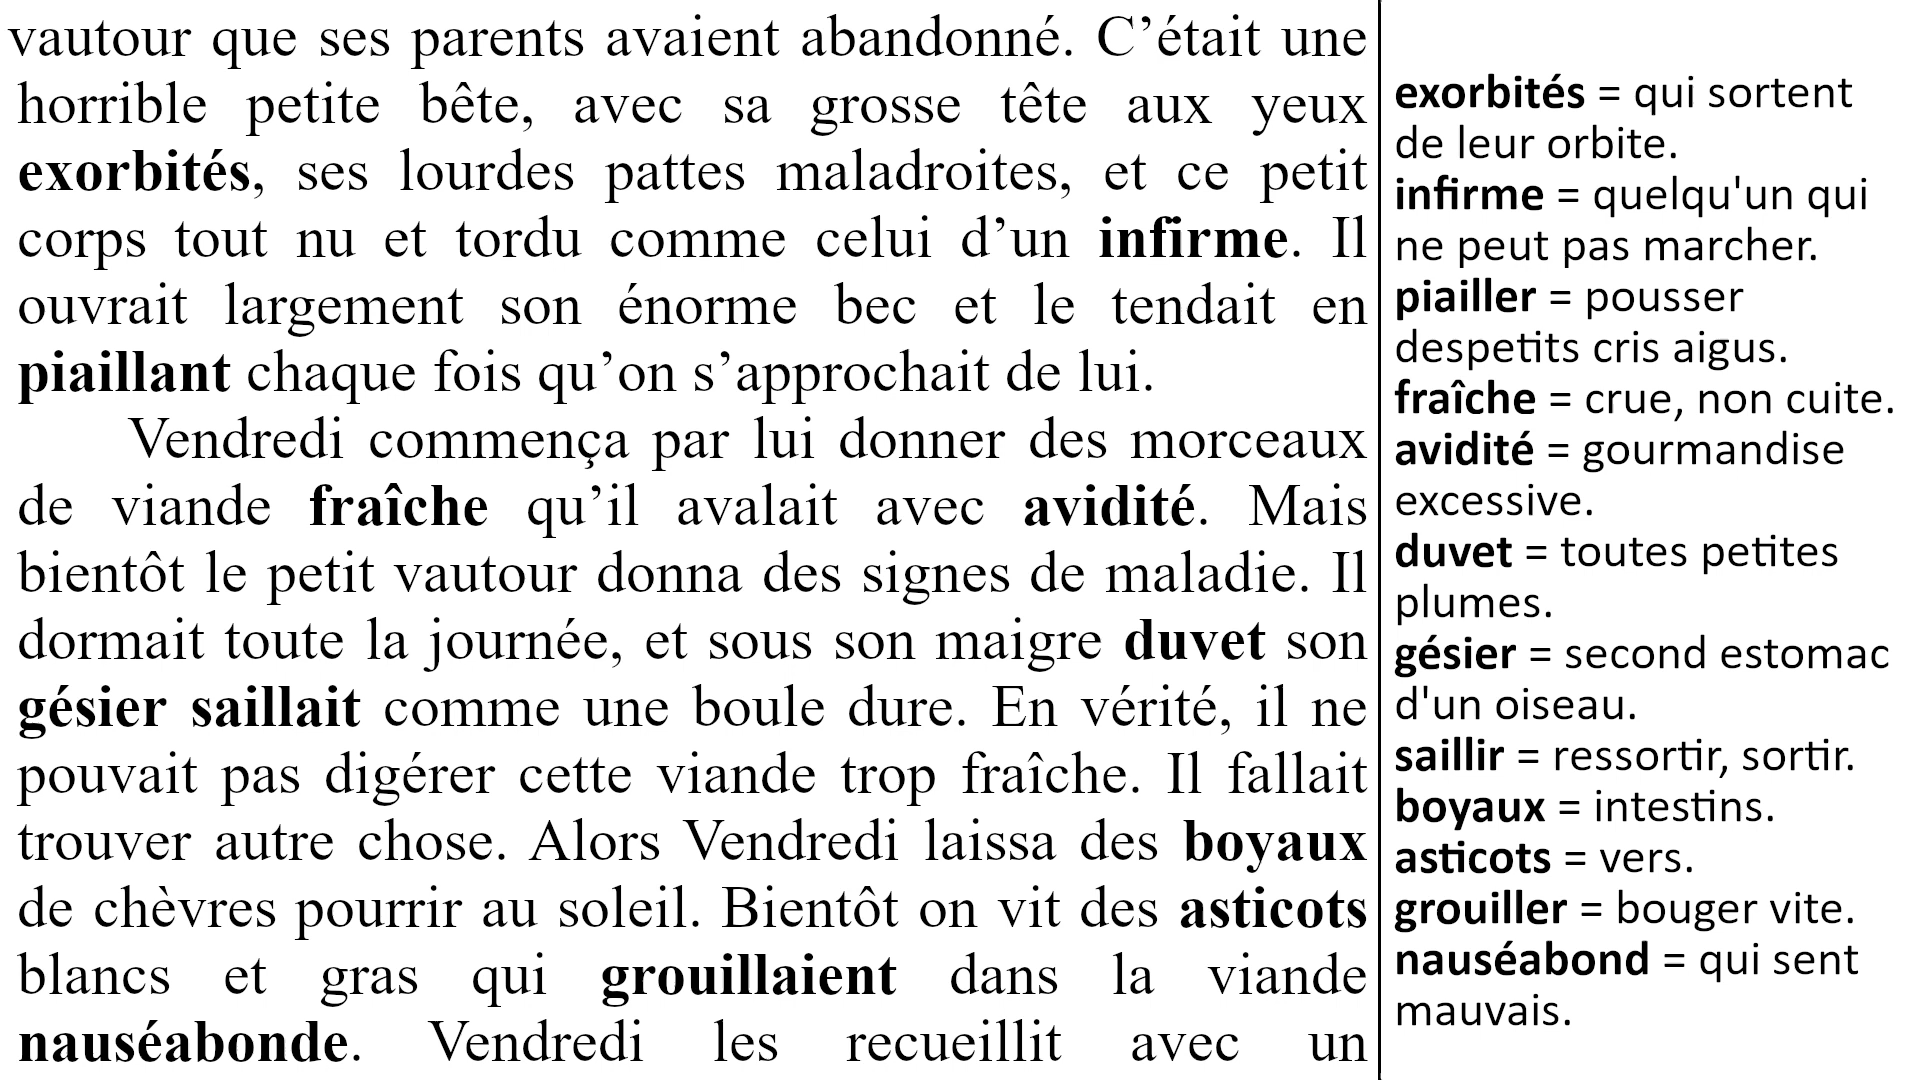 vautour que ses parents avaient abandonné. C’était une
horrible petite bête, avec sa grosse tête aux yeux
exorbités, ses lourdes pattes maladroites, et ce petit
corps tout nu et tordu comme celui d’un infirme. Il
ouvrait largement son énorme bec et le tendait en
piaillant chaque fois qu’on s’approchait de lui.
Vendredi commença par lui donner des morceaux
de viande fraîche qu’il avalait avec avidité. Mais
bientôt le petit vautour donna des signes de maladie. Il
dormait toute la journée, et sous son maigre duvet son
gésier saillait comme une boule dure. En vérité, il ne
pouvait pas digérer cette viande trop fraîche. Il fallait
trouver autre chose. Alors Vendredi laissa des boyaux
de chèvres pourrir au soleil. Bientôt on vit des asticots
blancs et gras qui grouillaient dans la viande
nauséabonde. Vendredi les recueillit avec un
exorbités = qui sortent
de leur orbite.
infirme = quelqu'un qui
ne peut pas marcher.
piailler = pousser
despetits cris aigus.
fraîche = crue, non cuite.
avidité = gourmandise
excessive.
duvet = toutes petites
plumes.
gésier = second estomac
d'un oiseau.
saillir = ressortir, sortir.
boyaux = intestins.
asticots = vers.
grouiller = bouger vite.
nauséabond = qui sent
mauvais.